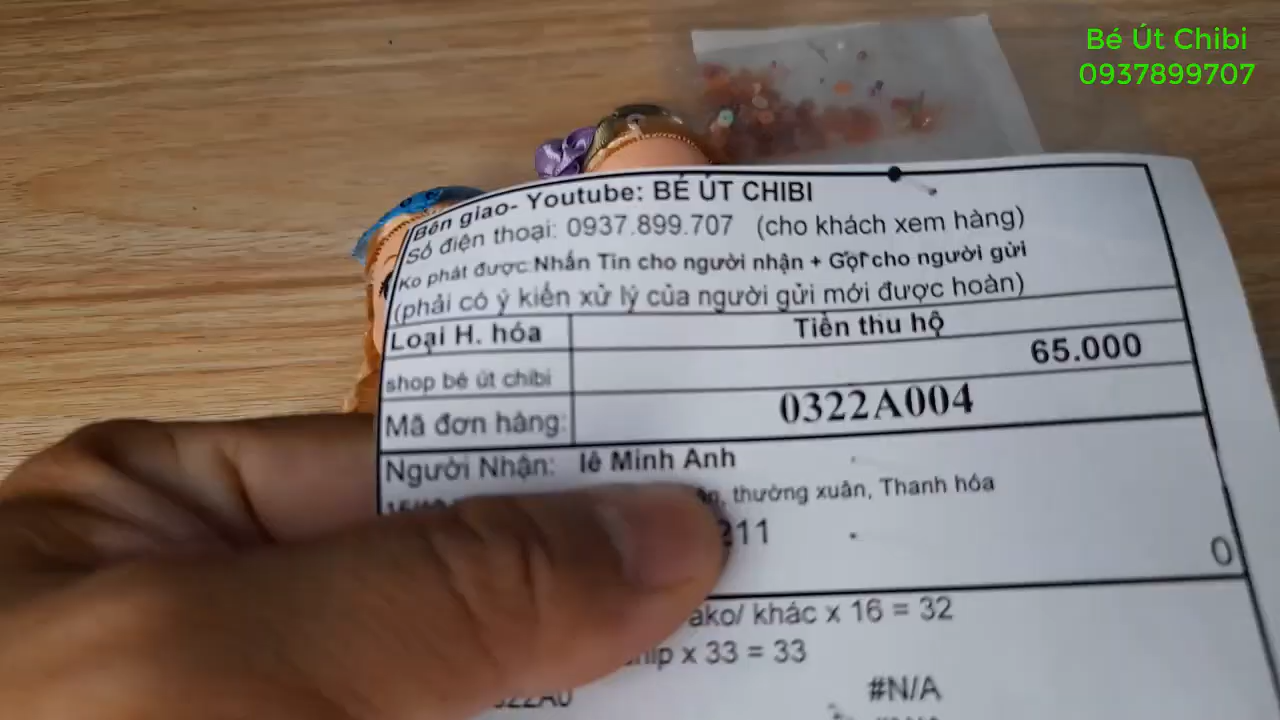 Bé Út Chibi
0937899707
Bên giao- Youtube: BÉ ÚT CHIBI
Số điện thoại: 0937.899.707 (cho khách xem hàng)
Ko phát được Nhắn Tin cho người nhận + Gọi cho người gửi
(phải có ý kiến xử lý của người gửi mới được hoàn)
Loại H. hóa Tiền thu hộ
shop bé út chibi 65.000
Mã đơn hàng: 0322A004
Người Nhận: lê Minh Anh
thường xuân, Thanh hóa
211
0
ako/ khác x 16 = 32
x 33 = 33
#N/A